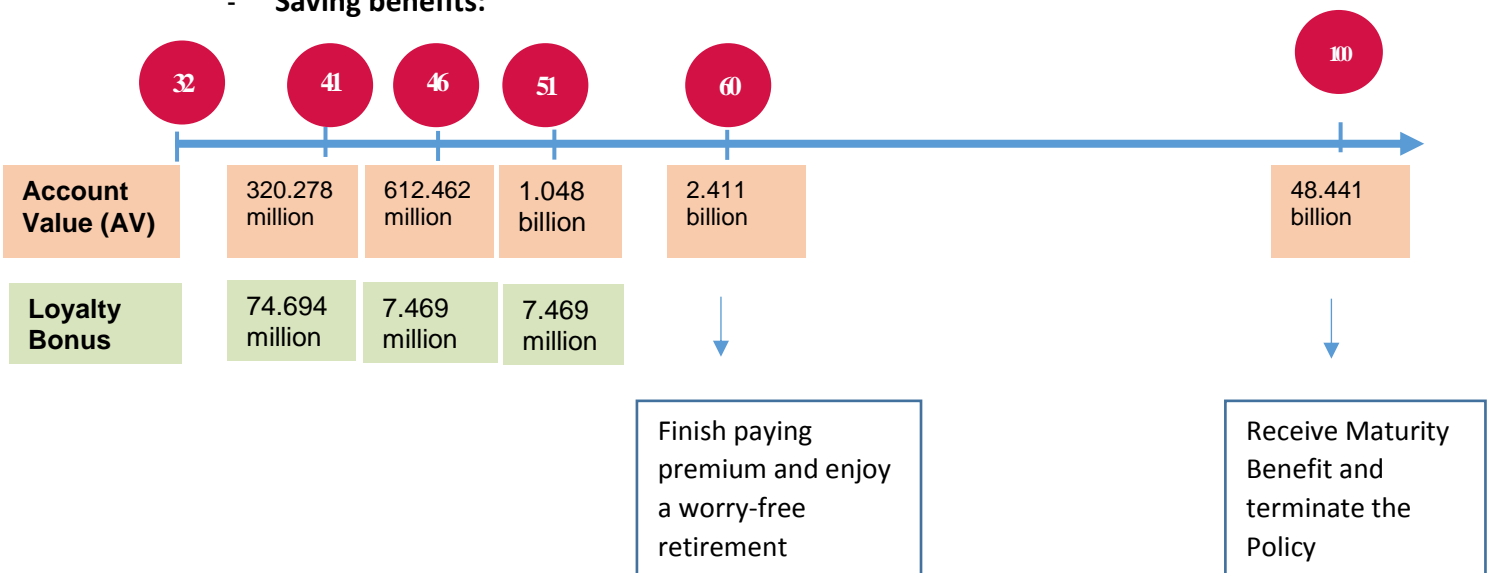 - Saving benefits:
32
41
46
51
60
100
Account
Value (AV)
320.278
million
612.462
million
1.048
billion
2.411
billion
48.441
billion
Loyalty
Bonus
74.694
million
7.469
million
7.469
million
Finish paying
premium and enjoy
a worry-free
retirement
Receive Maturity
Benefit and
terminate the
Policy